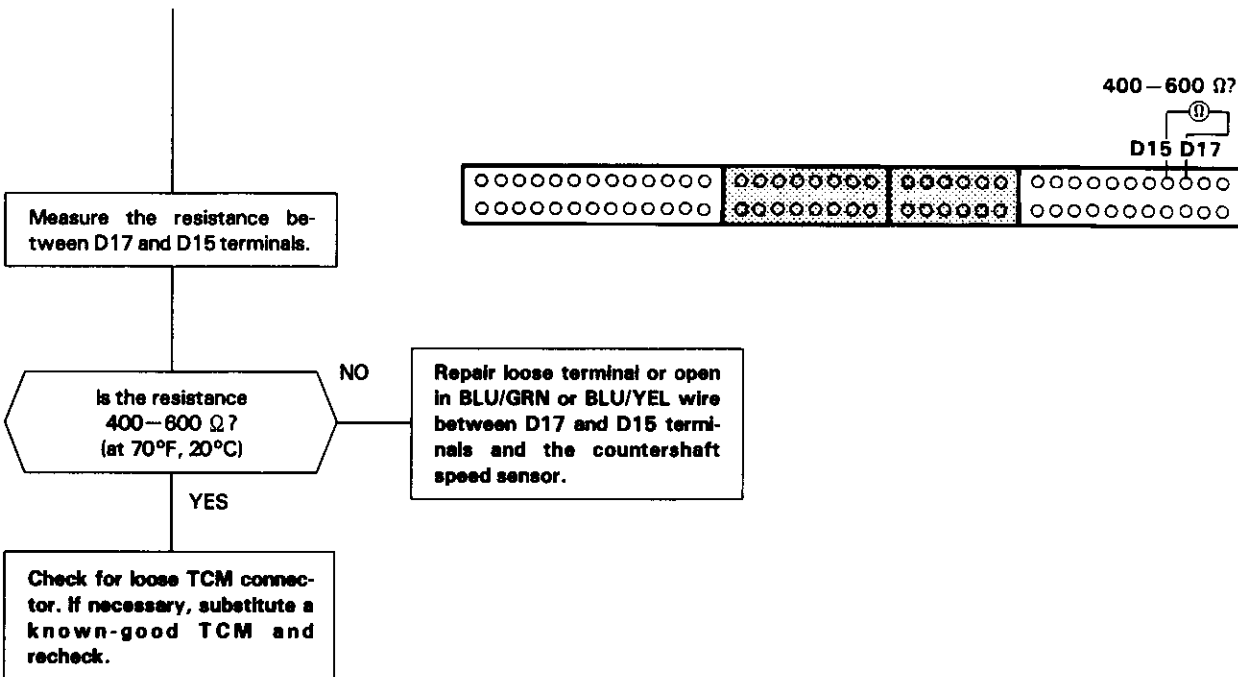 400–600 Ω?
Ω
D15 D17
Measure the resistance be-
tween D17 and D15 terminals.
Is the resistance
400–600 Ω?
(at 70°F, 20°C)
NO
Repair loose terminal or open
in BLU/GRN or BLU/YEL wire
between D17 and D15 termi-
nals and the countershaft
speed sensor.
YES
Check for loose TCM connec-
tor. If necessary, substitute a
known-good TCM and
recheck.